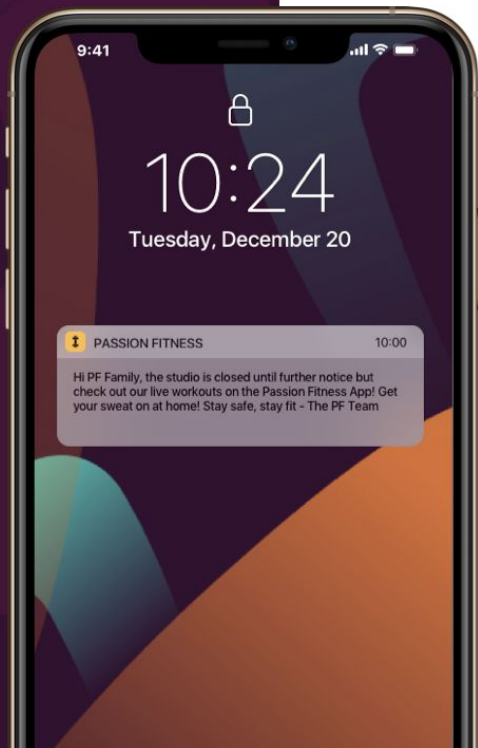 9:41
10:24
Tuesday, December 20
PASSION FITNESS 10:00
Hi PF Family, the studio is closed until further notice but
check out our live workouts on the Passion Fitness App! Get
your sweat on at home! Stay safe, stay fit - The PF Team